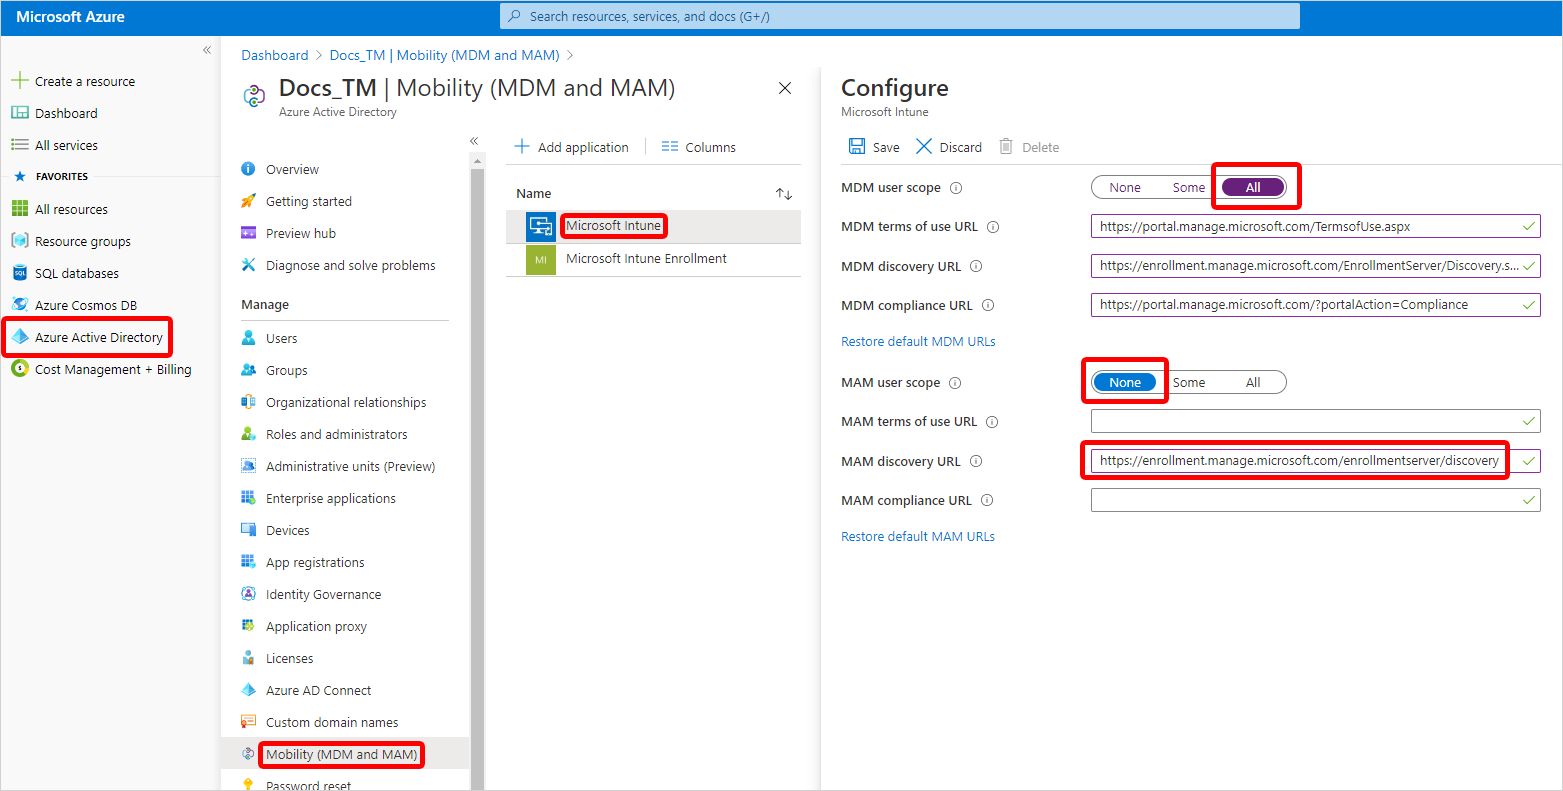 Microsoft Azure
Search resources, services, and docs (G+/)
«
Create a resource
Dashboard
All services
FAVORITES
All resources
Resource groups
SQL databases
Azure Cosmos DB
Azure Active Directory
Cost Management + Billing
Dashboard > Docs_TM | Mobility (MDM and MAM) >
Docs_TM | Mobility (MDM and MAM)
Azure Active Directory
«
Overview
Getting started
Preview hub
Diagnose and solve problems
Manage
Users
Groups
Organizational relationships
Roles and administrators
Administrative units (Preview)
Enterprise applications
Devices
App registrations
Identity Governance
Application proxy
Licenses
Azure AD Connect
Custom domain names
Mobility (MDM and MAM)
Password reset
Add application
Columns
Name
Microsoft Intune
MI Microsoft Intune Enrollment
Configure
Microsoft Intune
Save Discard Delete
MDM user scope None Some All
MDM terms of use URL https://portal.manage.microsoft.com/TermsofUse.aspx
MDM discovery URL https://enrollment.manage.microsoft.com/EnrollmentServer/Discovery.s...
MDM compliance URL https://portal.manage.microsoft.com/?portalAction=Compliance
Restore default MDM URLs
MAM user scope None Some All
MAM terms of use URL
MAM discovery URL https://enrollment.manage.microsoft.com/enrollmentserver/discovery
MAM compliance URL
Restore default MAM URLs